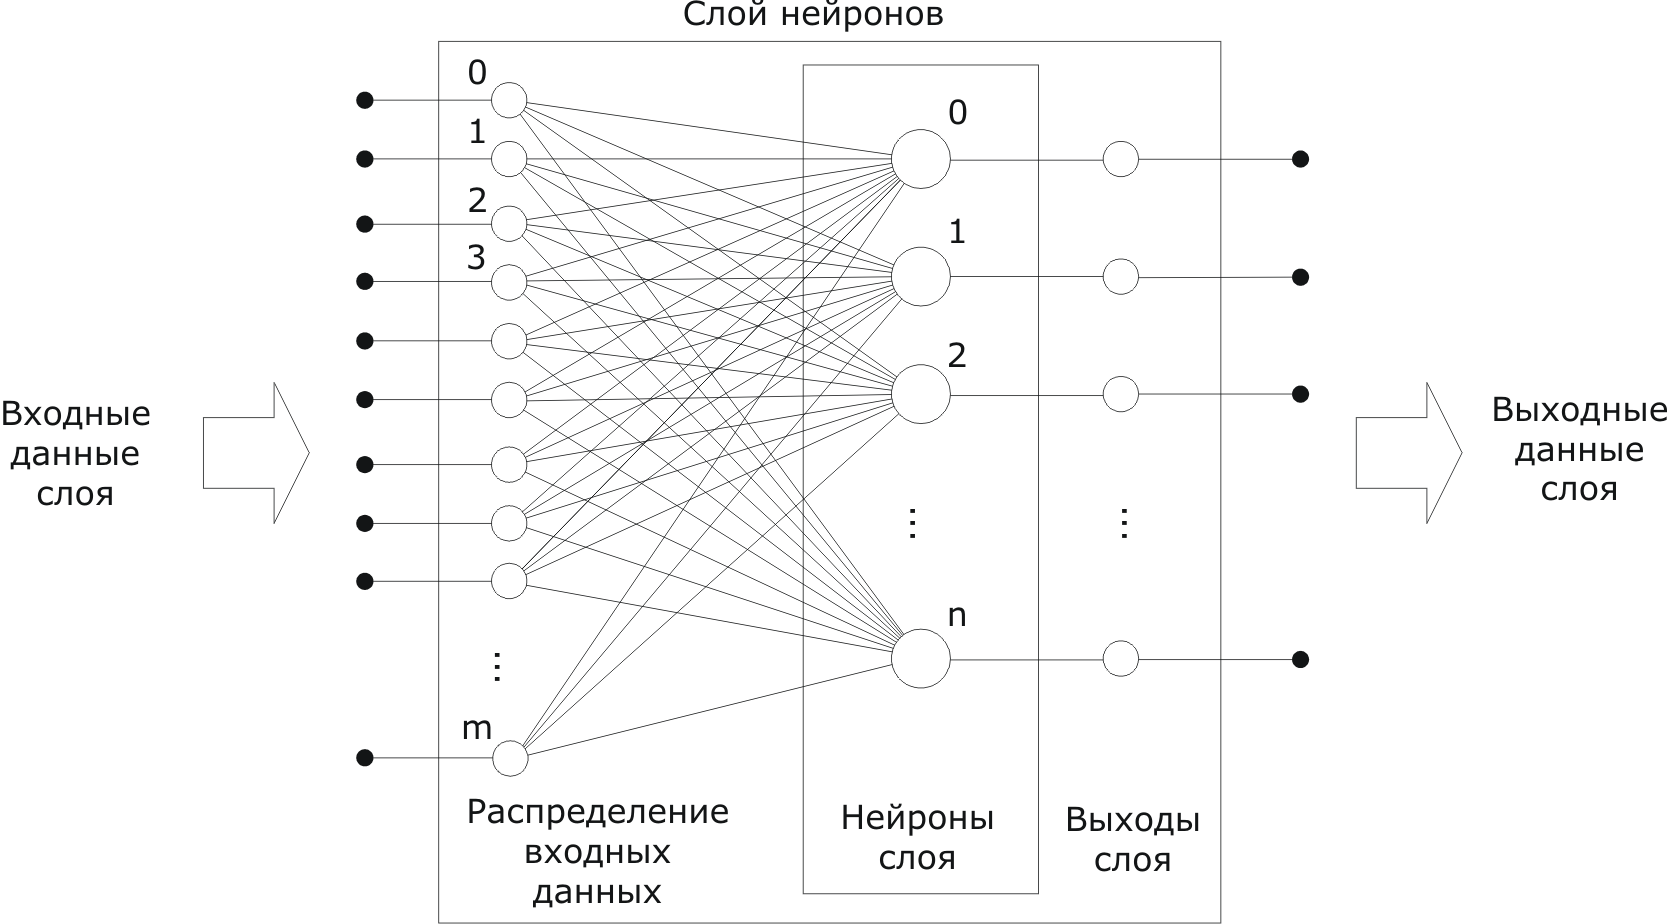 Слой нейронов
0
1
2
3
m
0
1
2
n
Входные
данные
слоя
Выходные
данные
слоя
...
...
...
Распределение
входных
данных
Нейроны
слоя
Выходы
слоя